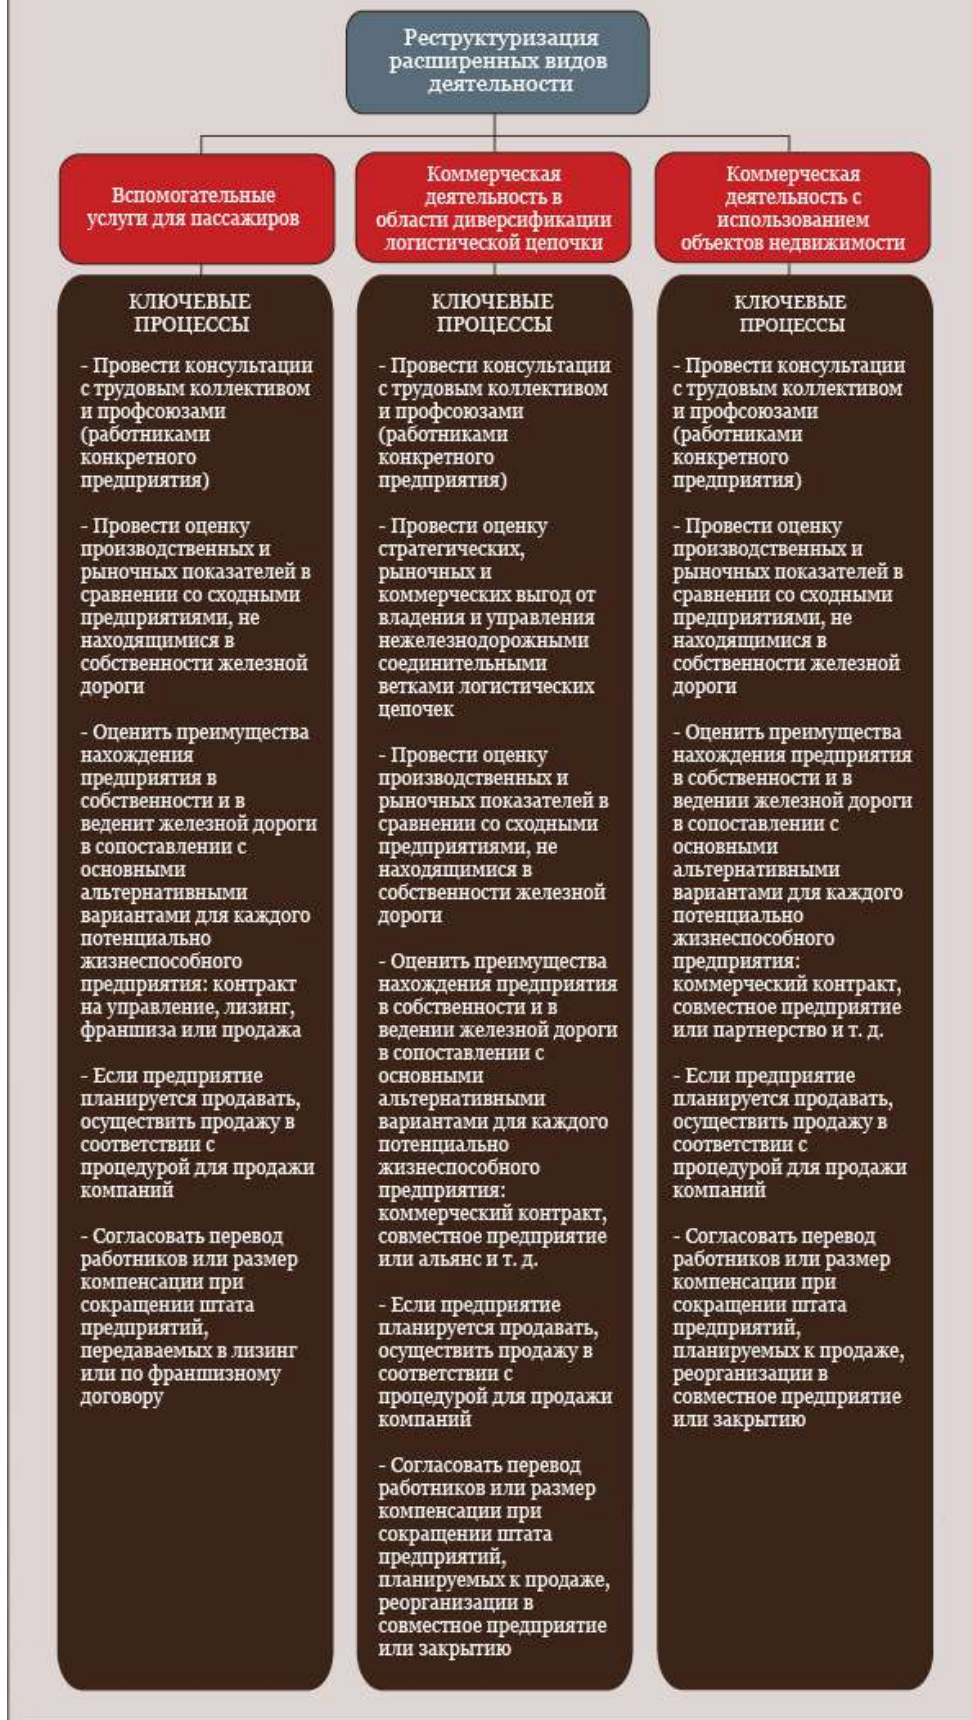 Реструктуризация
расширенных видов
деятельности
Вспомогательные
услуги для пассажиров
Коммерческая
деятельность в
области диверсификации
логистической цепочки
Коммерческая
деятельность с
использованием
объектов недвижимости
КЛЮЧЕВЫЕ
ПРОЦЕССЫ
- Провести консультации
с трудовым коллективом
и профсоюзами
(работниками
конкретного
предприятия)
- Провести оценку
производственных и
рыночных показателей в
сравнении со сходными
предприятиями, не
находящимися в
собственности железной
дороги
- Оценить преимущества
нахождения
предприятия в
собственности и в
веденит железной дороги
в сопоставлении с
основными
альтернативными
вариантами для каждого
потенциально
жизнеспособного
предприятия: контракт
на управление, лизинг,
франшиза или продажа
- Если предприятие
планируется продавать,
осуществить продажу в
соответствии с
процедурой для продажи
компаний
- Согласовать перевод
работников или размер
компенсации при
сокращении штата
предприятий,
передаваемых в лизинг
или по франшизному
договору
КЛЮЧЕВЫЕ
ПРОЦЕССЫ
- Провести консультации
с трудовым коллективом
и профсоюзами
(работниками
конкретного
предприятия)
- Провести оценку
стратегических,
рыночных и
коммерческих выгод от
владения и управления
нежелезнодорожными
соединительными
ветками логистических
цепочек
- Провести оценку
производственных и
рыночных показателей в
сравнении со сходными
предприятиями, не
находящимися в
собственности железной
дороги
- Оценить преимущества
нахождения предприятия
в собственности и в
ведении железной дороги
в сопоставлении с
основными
альтернативными
вариантами для каждого
потенциально
жизнеспособного
предприятия:
коммерческий контракт,
совместное предприятие
или альянс и т. д.
- Если предприятие
планируется продавать,
осуществить продажу в
соответствии с
процедурой для продажи
компаний
- Согласовать перевод
работников или размер
компенсации при
сокращении штата
предприятий,
планируемых к продаже,
реорганизации в
совместное предприятие
или закрытию
КЛЮЧЕВЫЕ
ПРОЦЕССЫ
- Провести консультации
с трудовым коллективом
и профсоюзами
(работниками
конкретного
предприятия)
- Провести оценку
производственных и
рыночных показателей в
сравнении со сходными
предприятиями, не
находящимися в
собственности железной
дороги
- Оценить преимущества
нахождения предприятия
в собственности и в
ведении железной дороги
в сопоставлении с
основными
альтернативными
вариантами для каждого
потенциально
жизнеспособного
предприятия:
коммерческий контракт,
совместное предприятие
или партнерство и т. д.
- Если предприятие
планируется продавать,
осуществить продажу в
соответствии с
процедурой для продажи
компаний
- Согласовать перевод
работников или размер
компенсации при
сокращении штата
предприятий,
планируемых к продаже,
реорганизации в
совместное предприятие
или закрытию